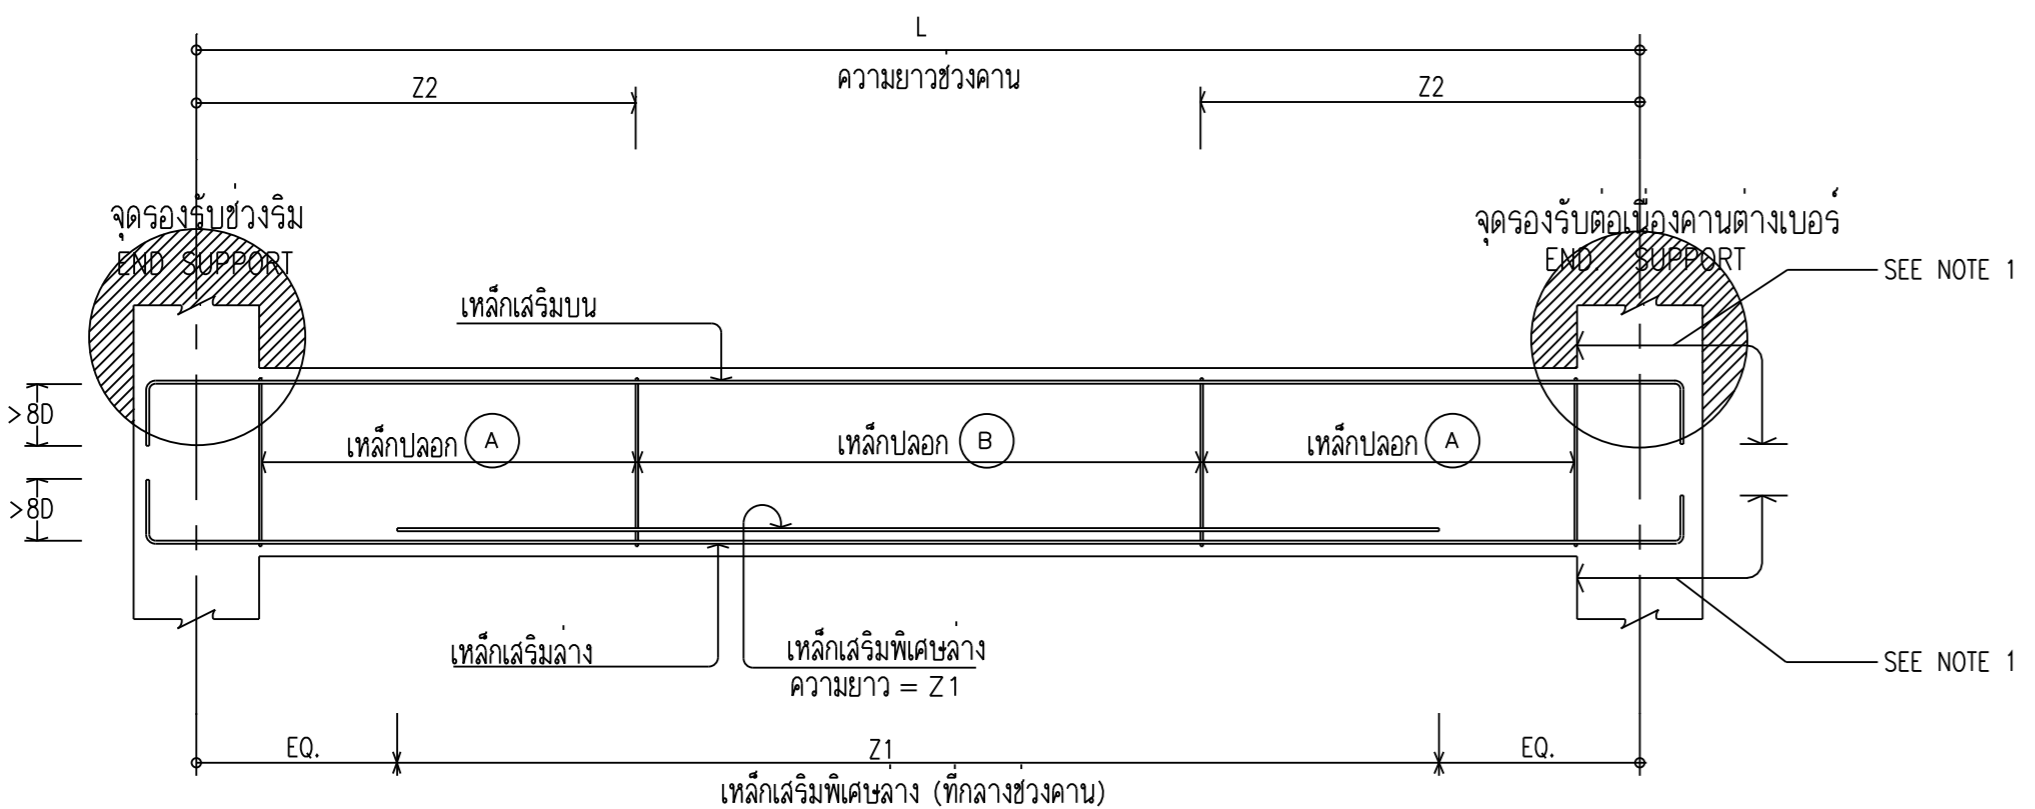 L
ความยาวช่วงคาน
Z2
Z2
จุดรองรับช่วงริม
END SUPPORT
จุดรองรับต่อเนื่องคานต่างเบอร์
END. SUPPORT
SEE NOTE 1
เหล็กเสริมบน
>8D
เหล็กปลอก A
เหล็กปลอก B
เหล็กปลอก A
>8D
เหล็กเสริมล่าง
เหล็กเสริมพิเศษล่าง
ความยาว = Z1
SEE NOTE 1
EQ.
Z1
EQ.
เหล็กเสริมพิเศษล่าง (ที่กลางช่วงคาน)